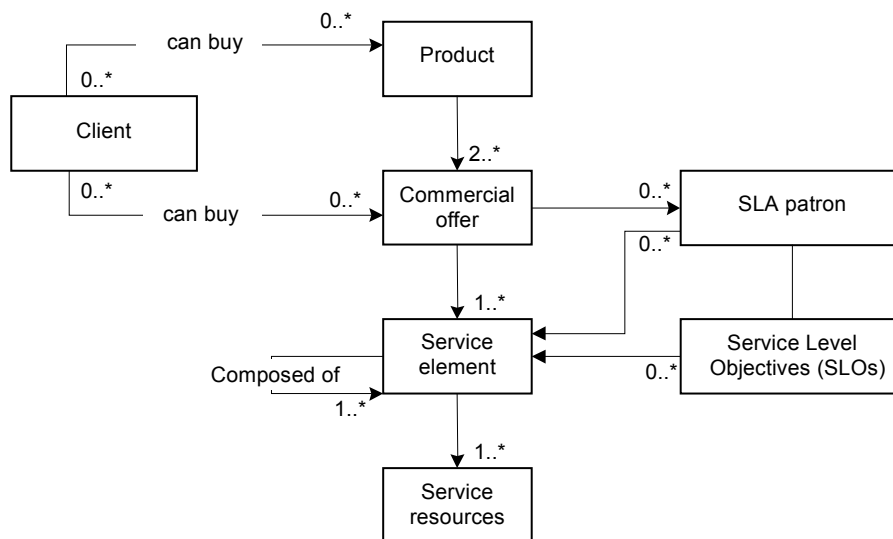 0..*
can buy
Product
0..*
Client
2..*
0..*
0..*
can buy
Commercial
offer
0..*
SLA patron
0..*
1..*
Service
element
Service Level
Objectives (SLOs)
Composed of
0..*
1..*
1..*
Service
resources